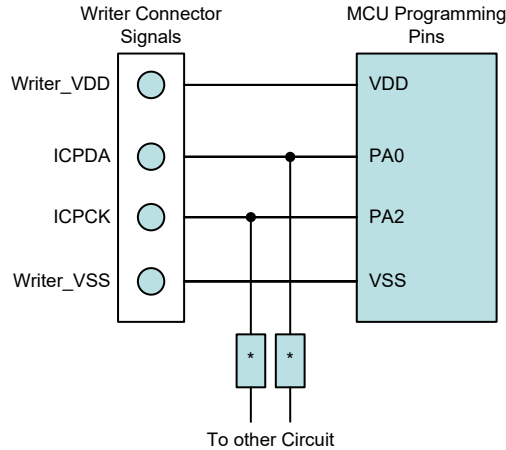 Writer Connector
Signals
MCU Programming
Pins
Writer_VDD
VDD
ICPDA
PA0
ICPCK
PA2
Writer_VSS
VSS
* *
To other Circuit